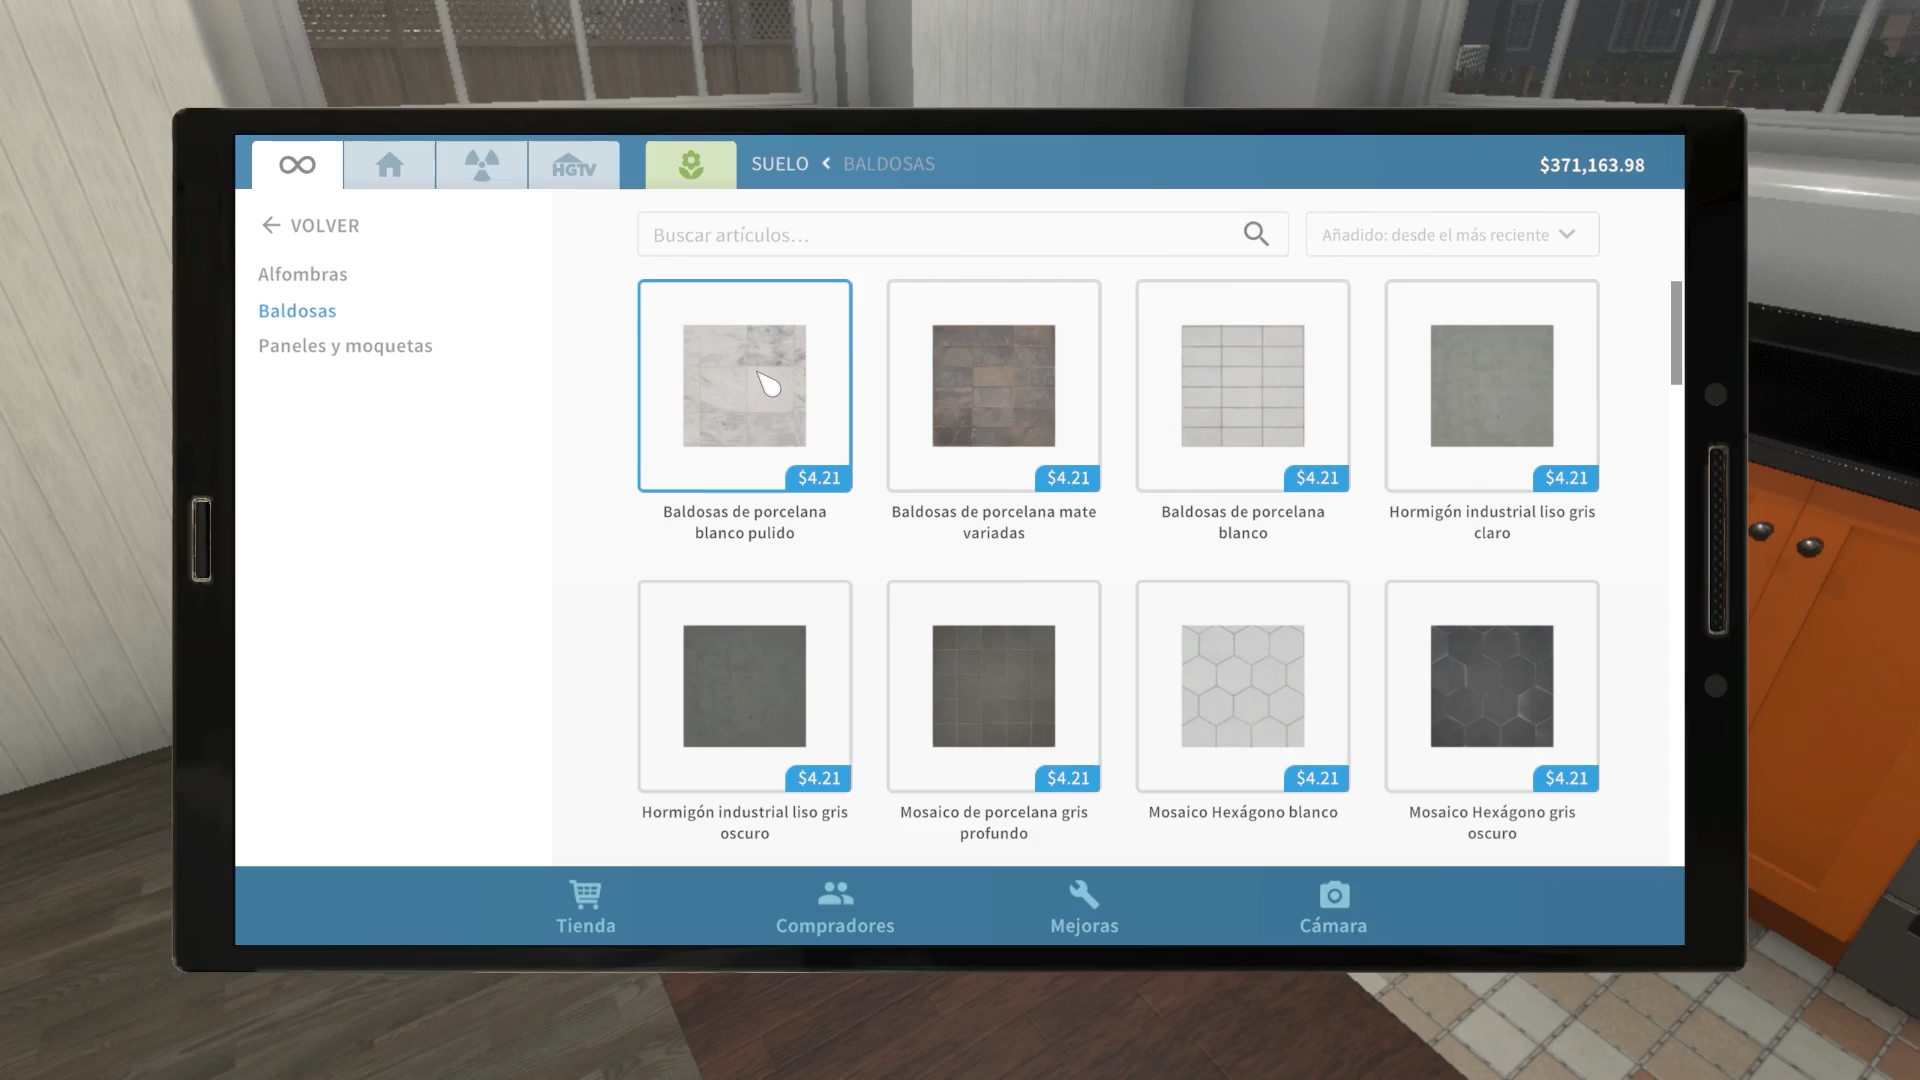 HGTV
SUELO
BALDOSAS
$371,163.98
VOLVER
Alfombras
Baldosas
Paneles y moquetas
Buscar artículos...
Añadido: desde el más reciente
$4.21
$4.21
$4.21
$4.21
Baldosas de porcelana
blanco pulido
Baldosas de porcelana mate
variadas
Baldosas de porcelana
blanco
Hormigón industrial liso gris
claro
$4.21
$4.21
$4.21
$4.21
Hormigón industrial liso gris
oscuro
Mosaico de porcelana gris
profundo
Mosaico Hexágono blanco
Mosaico Hexágono gris
oscuro
Tienda
Compradores
Mejoras
Cámara